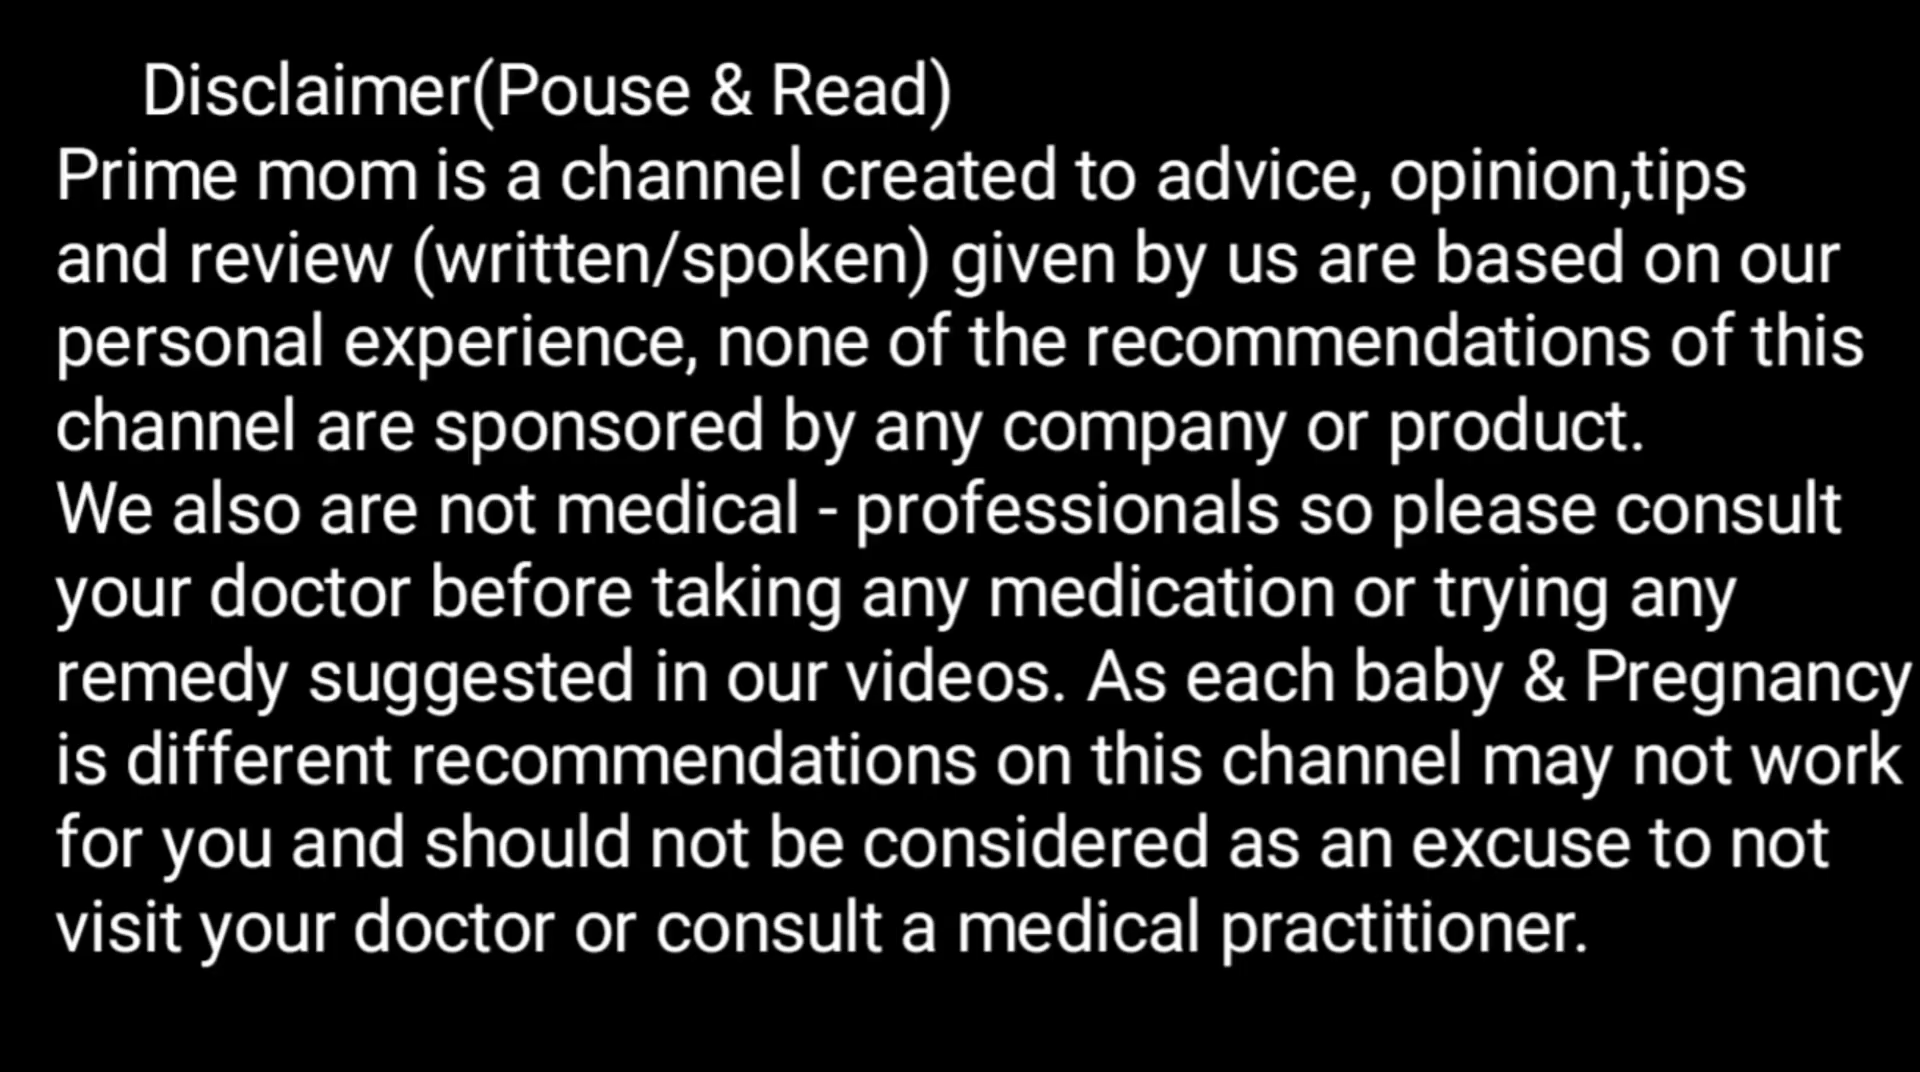 Disclaimer(Pouse & Read)
Prime mom is a channel created to advice, opinion,tips
and review (written/spoken) given by us are based on our
personal experience, none of the recommendations of this
channel are sponsored by any company or product.
We also are not medical - professionals so please consult
your doctor before taking any medication or trying any
remedy suggested in our videos. As each baby & Pregnancy
is different recommendations on this channel may not work
for you and should not be considered as an excuse to not
visit your doctor or consult a medical practitioner.